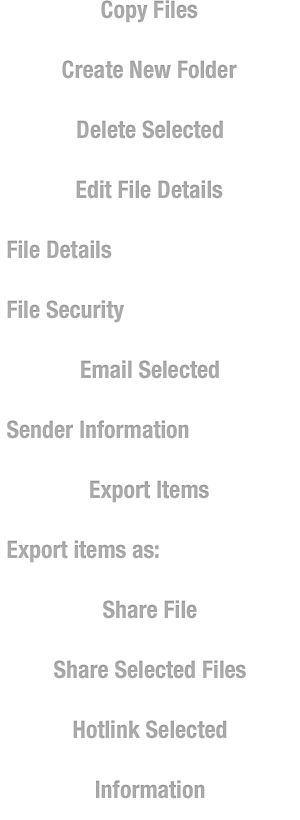 Copy Files
Create New Folder
Delete Selected
Edit File Details
File Details
File Security
Email Selected
Sender Information
Export Items
Export items as:
Share File
Share Selected Files
Hotlink Selected
Information